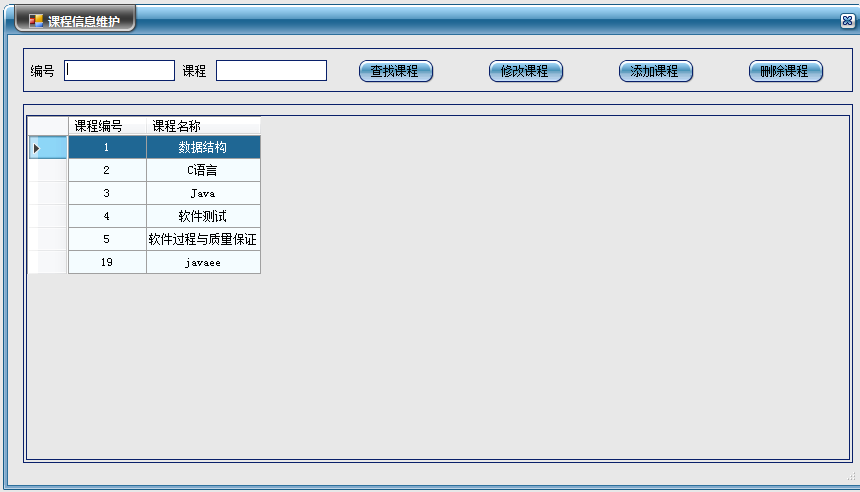 课程信息维护
编号 课程 查找课程 修改课程 添加课程 删除课程
课程编号 课程名称
1 数据结构
2 C语言
3 Java
4 软件测试
5 软件过程与质量保证
19 javaee